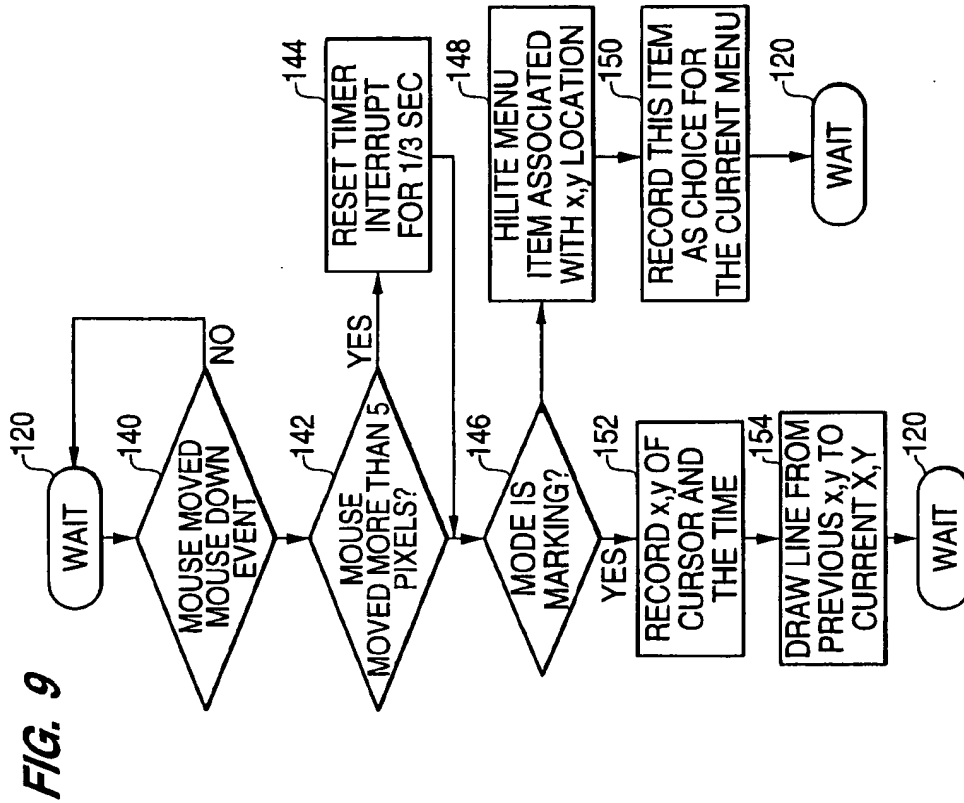 FIG. 9
120
WAIT
140
MOUSE MOVED
MOUSE DOWN
EVENT
NO
142
MOUSE
MOVED MORE THAN 5
PIXELS?
YES
144
RESET TIMER
INTERRUPT
FOR 1/3 SEC
146
MODE IS
MARKING?
YES
148
HILITE MENU
ITEM ASSOCIATED
WITH x,y LOCATION
150
RECORD THIS ITEM
AS CHOICE FOR
THE CURRENT MENU
120
WAIT
152
RECORD x,y OF
CURSOR AND
THE TIME
154
DRAW LINE FROM
PREVIOUS x,y TO
CURRENT X,Y
120
WAIT